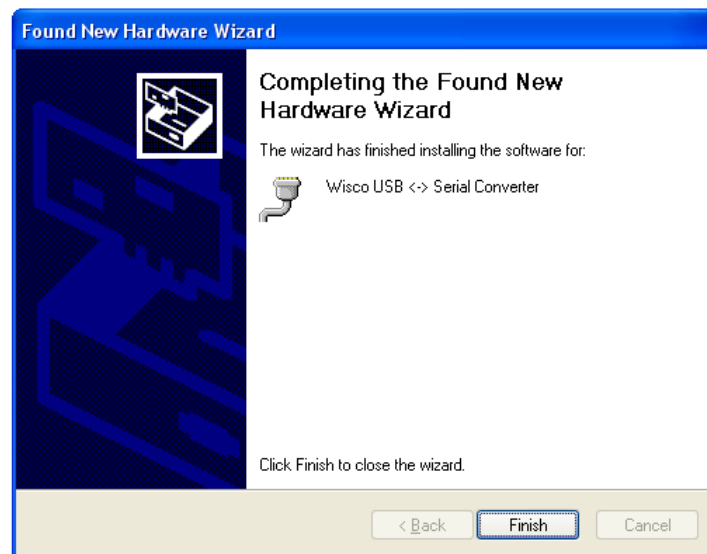 Found New Hardware Wizard
Completing the Found New
Hardware Wizard
The wizard has finished installing the software for:
Wisco USB <-> Serial Converter
Click Finish to close the wizard.
< Back
Finish
Cancel